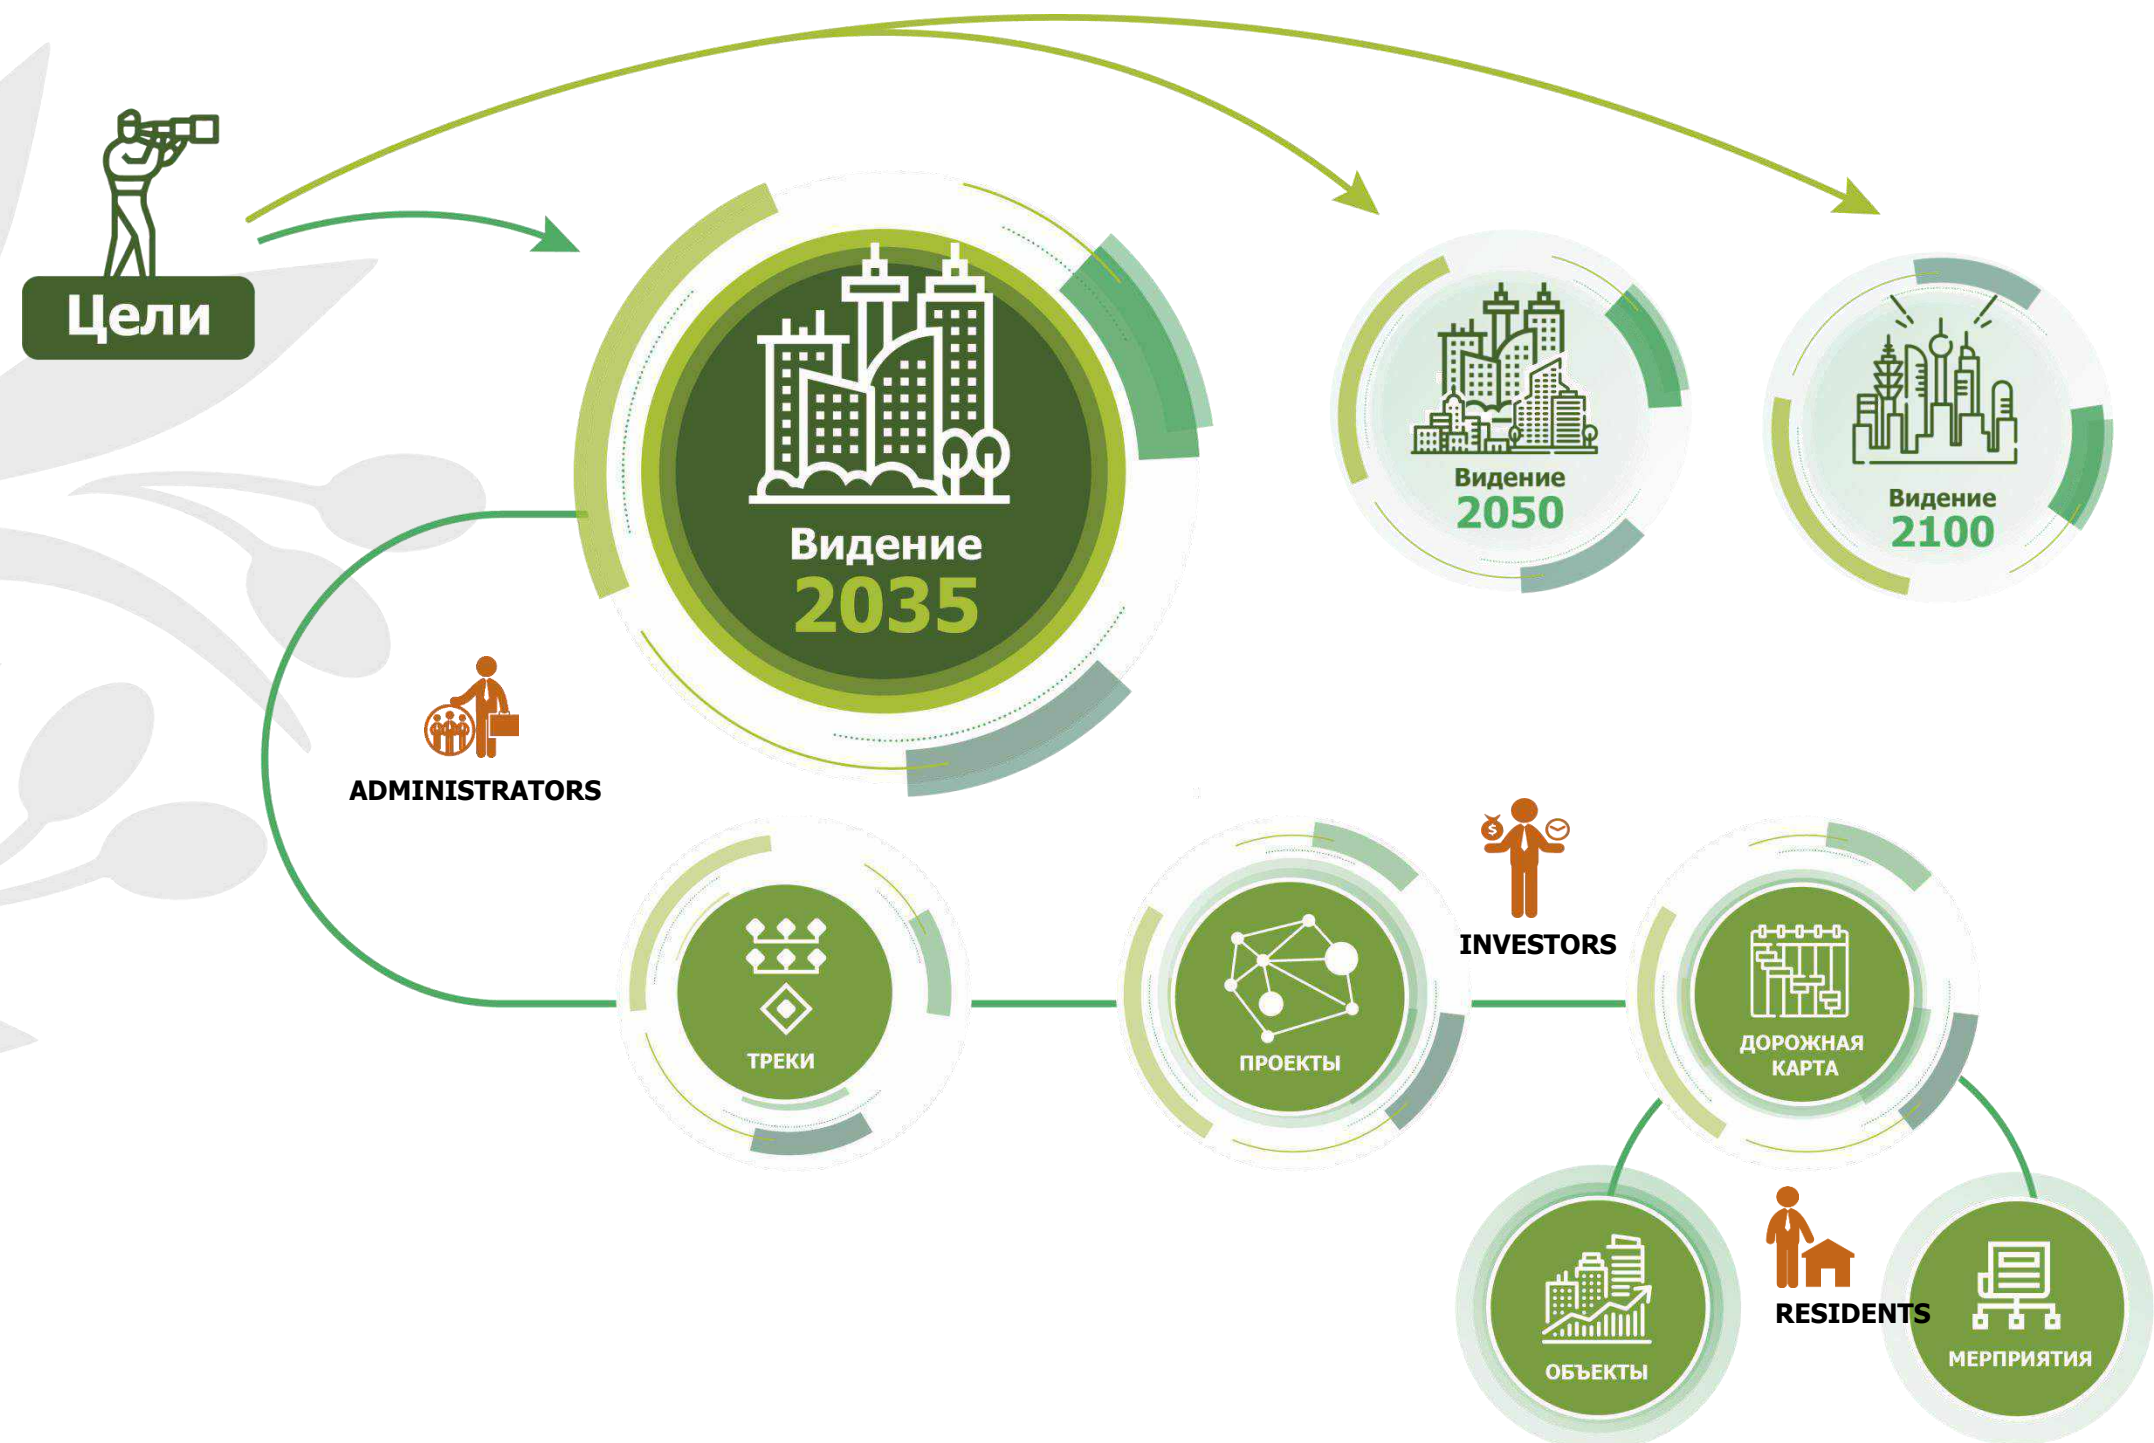 Цели
Видение
2035
Видение
2050
Видение
2100
ADMINISTRATORS
INVESTORS
ТРЕКИ
ПРОЕКТЫ
ДОРОЖНАЯ
КАРТА
RESIDENTS
ОБЪЕКТЫ
МЕРПРИЯТИЯ